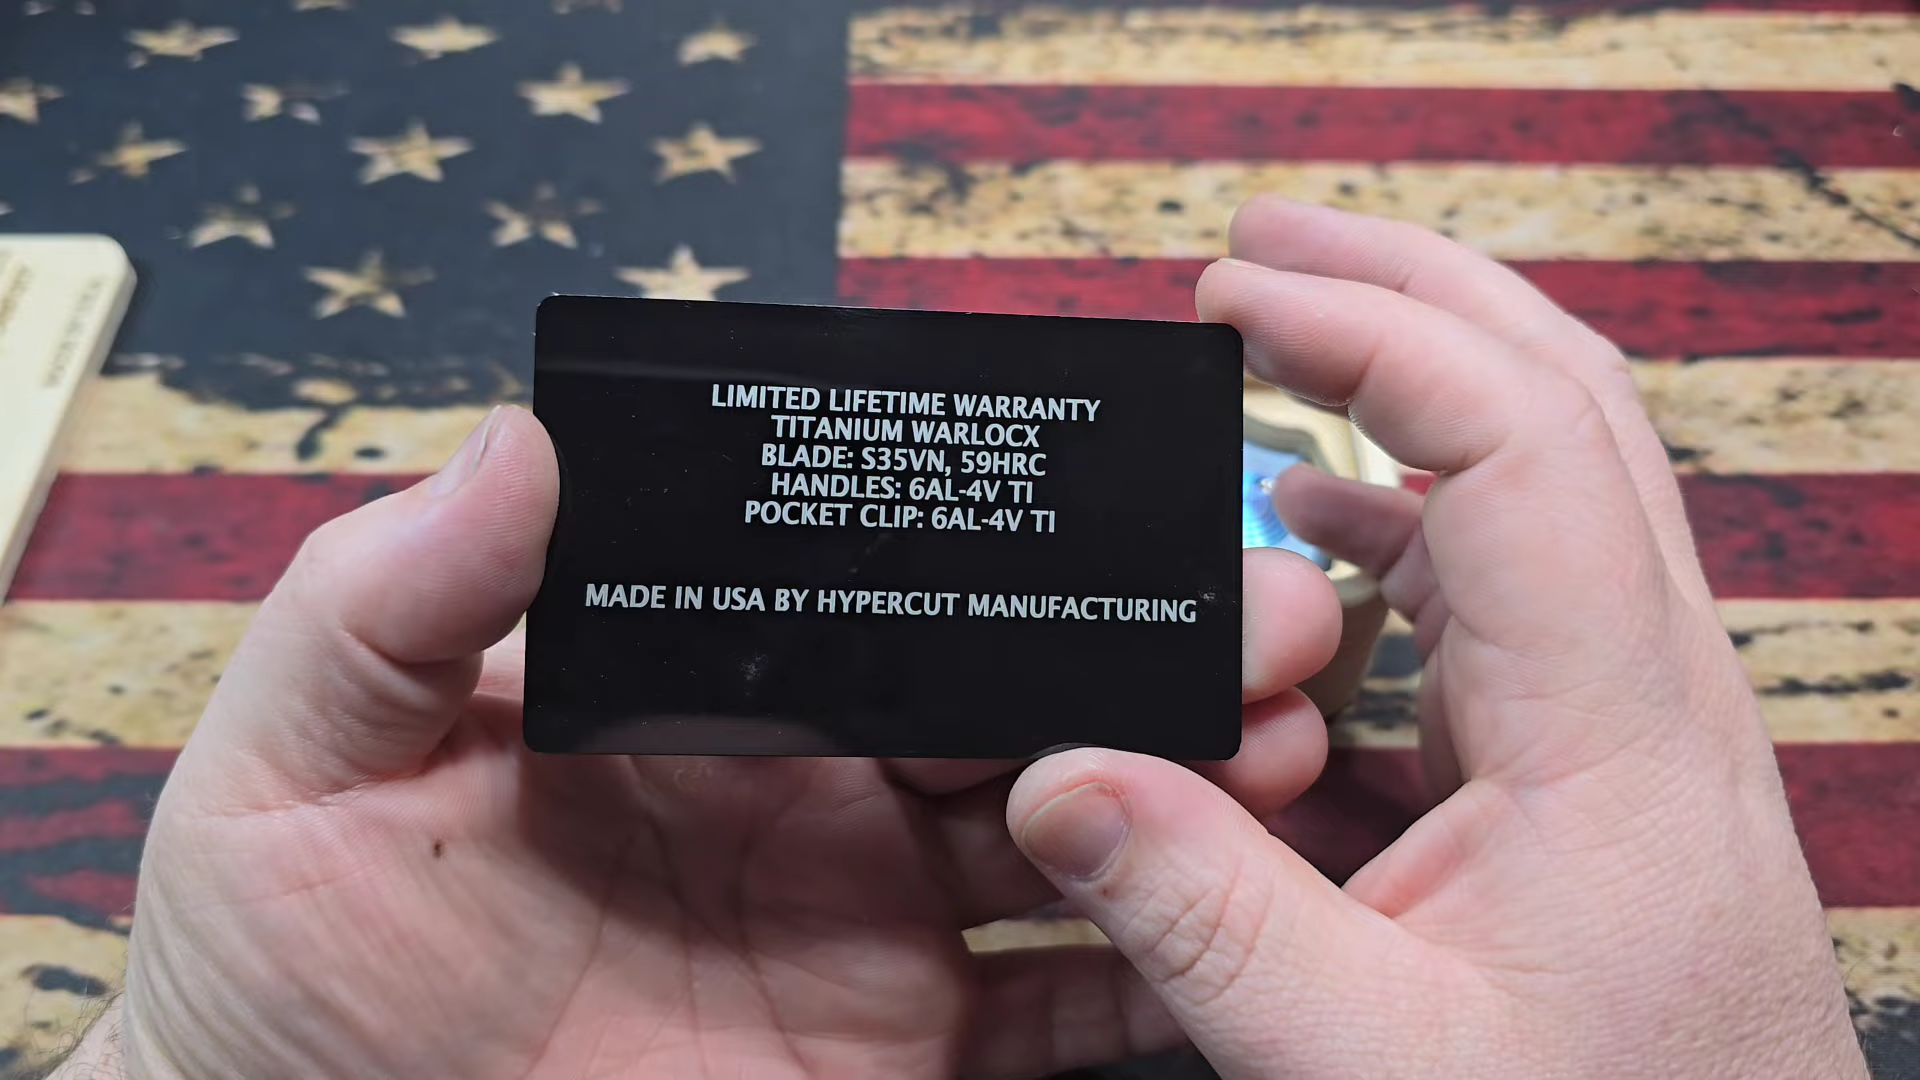 LIMITED LIFETIME WARRANTY
TITANIUM WARLOCX
BLADE: S35VN, 59HRC
HANDLES: 6AL-4V TI
POCKET CLIP: 6AL-4V TI
MADE IN USA BY HYPERCUT MANUFACTURING